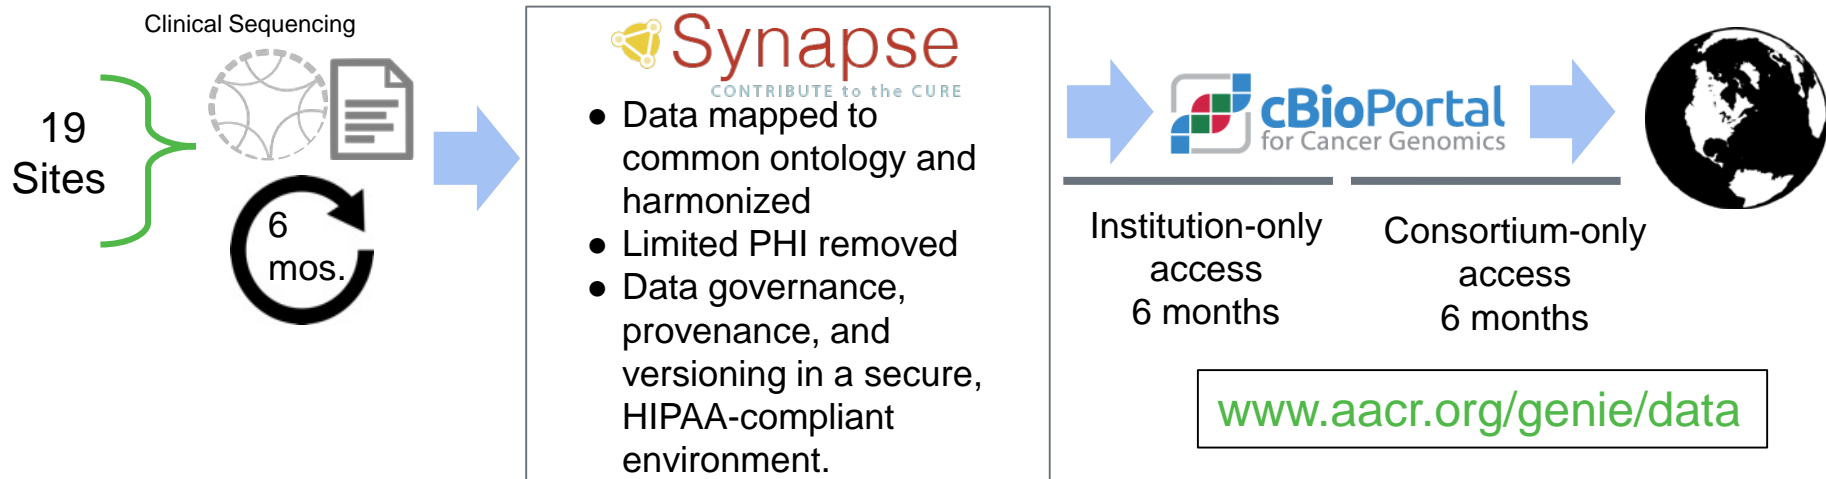 Clinical Sequencing
19
Sites
6
mos.
Synapse
CONTRIBUTE to the CURE
● Data mapped to
common ontology and
harmonized
● Limited PHI removed
● Data governance,
provenance, and
versioning in a secure,
HIPAA-compliant
environment.
cBioPortal
for Cancer Genomics
Institution-only
access
6 months
Consortium-only
access
6 months
www.aacr.org/genie/data